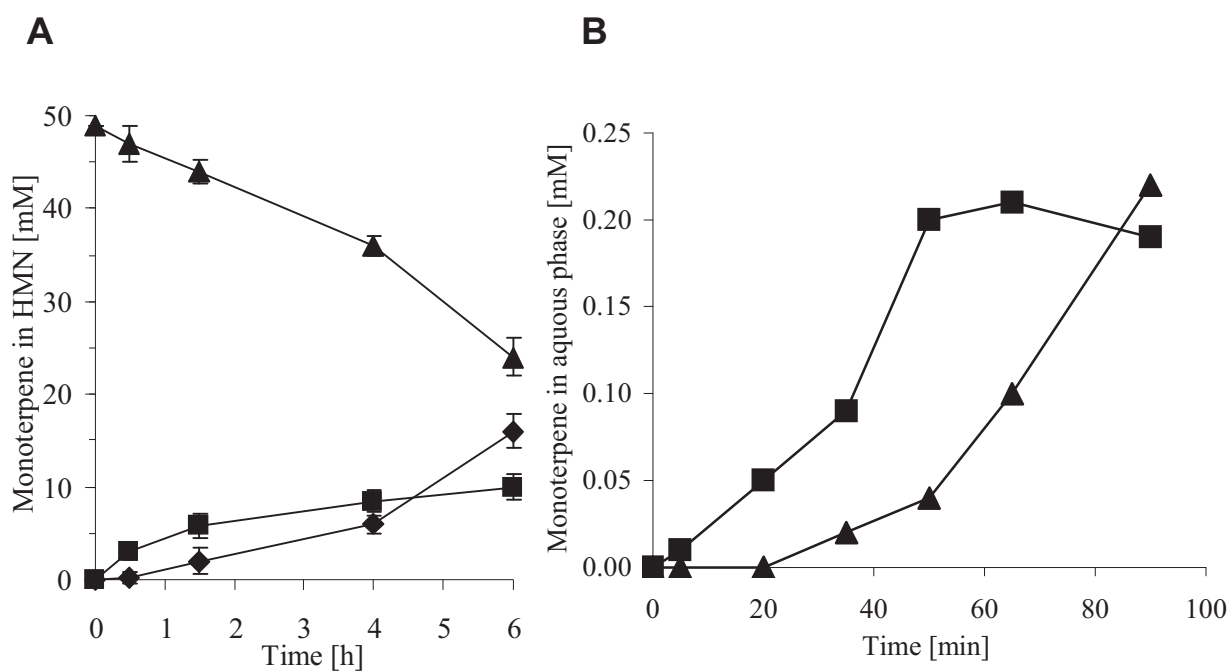 A
B
Monoterpene in HMN [mM]
50
40
30
20
10
0
0 1 2 3 4 5 6
Time [h]
Monoterpene in aquous phase [mM]
0.25
0.20
0.15
0.10
0.05
0.00
0 20 40 60 80 100
Time [min]